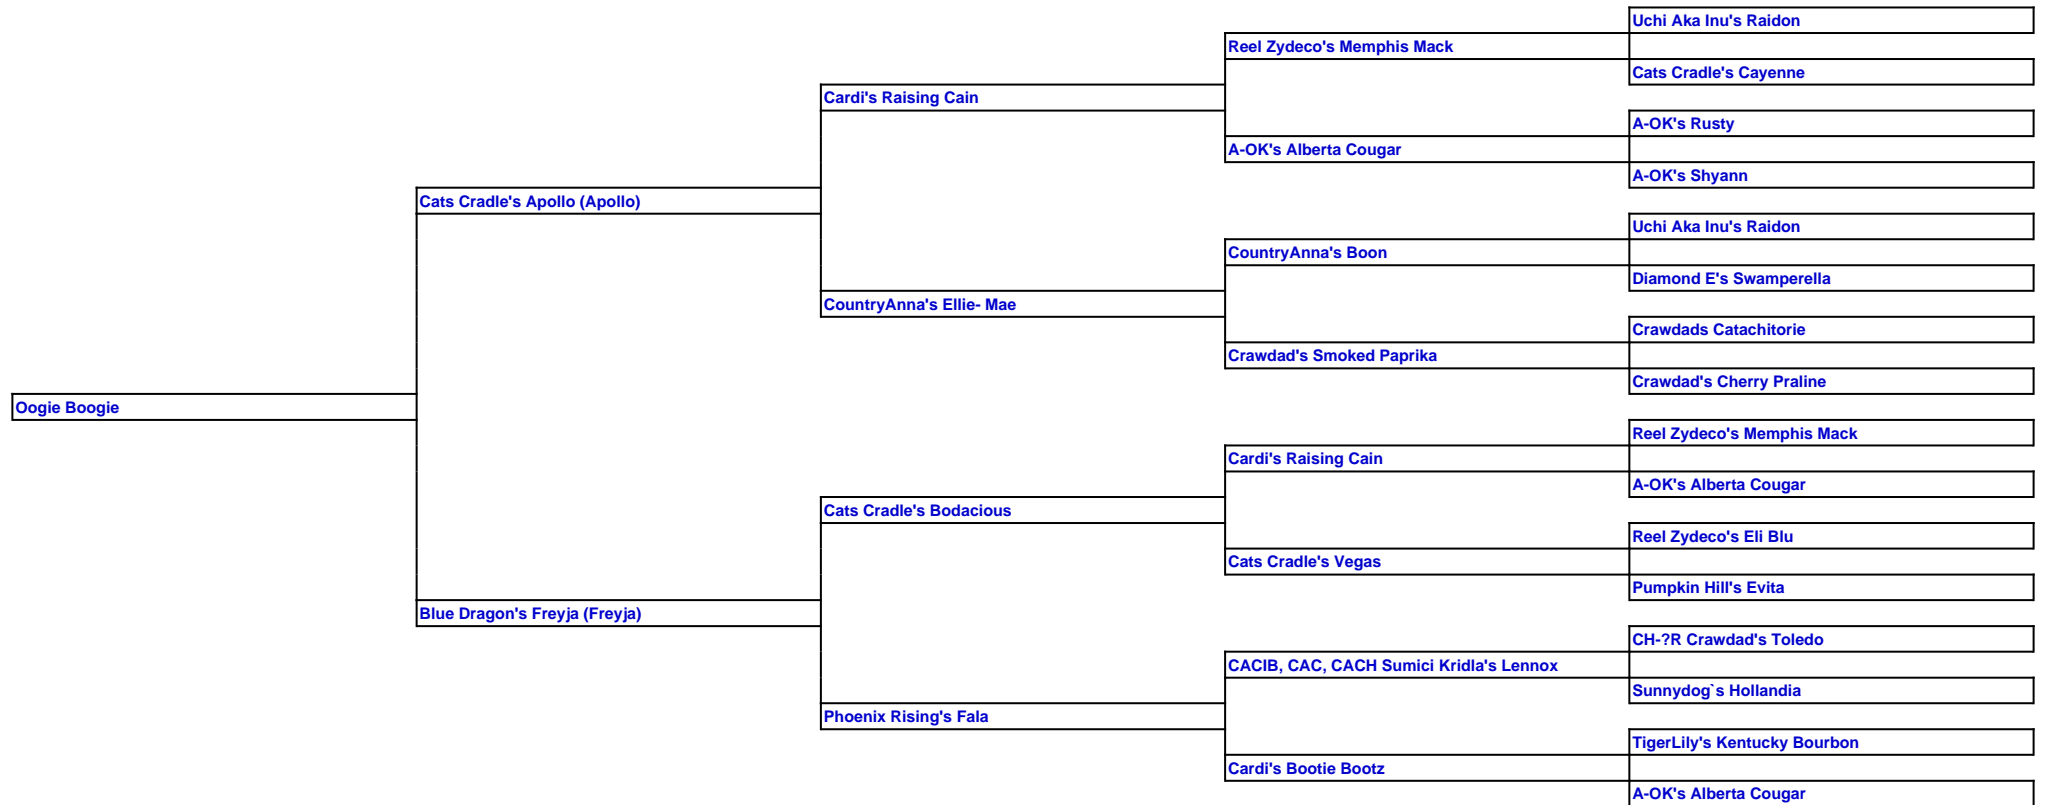 Uchi Aka Inu's Raidon
Reel Zydeco's Memphis Mack
Cats Cradle's Cayenne
Cardi's Raising Cain
A-OK's Rusty
A-OK's Alberta Cougar
A-OK's Shyann
Cats Cradle's Apollo (Apollo)
Uchi Aka Inu's Raidon
CountryAnna's Boon
Diamond E's Swamperella
CountryAnna's Ellie- Mae
Crawdads Catachitorie
Crawdad's Smoked Paprika
Crawdad's Cherry Praline
Oogie Boogie
Reel Zydeco's Memphis Mack
Cardi's Raising Cain
A-OK's Alberta Cougar
Cats Cradle's Bodacious
Reel Zydeco's Eli Blu
Cats Cradle's Vegas
Pumpkin Hill's Evita
Blue Dragon's Freyja (Freyja)
CH-?R Crawdad's Toledo
CACIB, CAC, CACH Sumici Kridla's Lennox
Sunnydog`s Hollandia
Phoenix Rising's Fala
TigerLily's Kentucky Bourbon
Cardi's Bootie Bootz
A-OK's Alberta Cougar